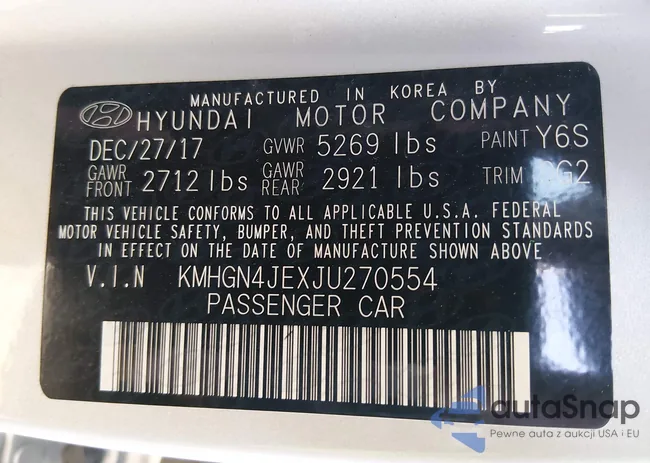 MANUFACTURED IN KOREA BY
HYUNDAI MOTOR COMPANY
DEC/27/17 GVWR 5269 lbs PAINT Y6S
GAWR FRONT 2712 lbs GAWR REAR 2921 lbs TRIM
THIS VEHICLE CONFORMS TO ALL APPLICABLE U.S.A. FEDERAL
MOTOR VEHICLE SAFETY, BUMPER, AND THEFT PREVENTION STANDARDS
IN EFFECT ON THE DATE OF MANUFACTURE SHOWN ABOVE
V.I.N KMHGN4JEXJU270554
PASSENGER CAR
autaSnap
Pewne auta z aukcji USA i EU